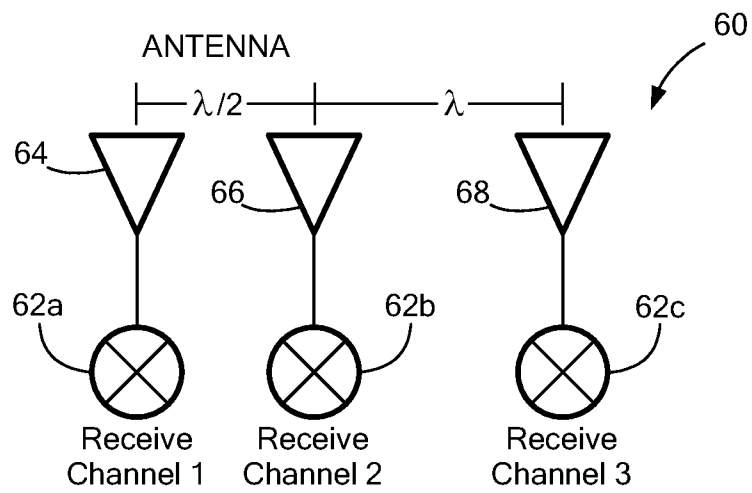 ANTENNA
60
λ/2
λ
64
66
68
62a
62b
62c
Receive
Channel 1
Receive
Channel 2
Receive
Channel 3